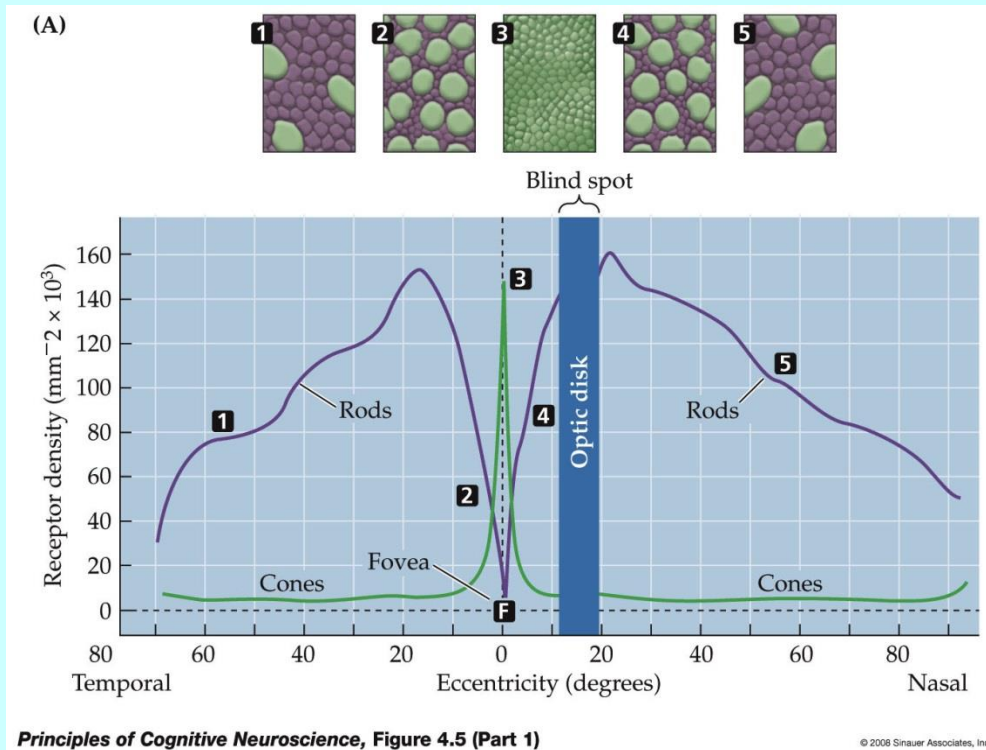 (A)
1 2 3 4 5
Blind spot
Receptor density (mm−2 × 10³)
160
140
120
100
80
60
40
20
0
3
4
1
2
5
Rods
Rods
Optic disk
Fovea
Cones
Cones
F
80 60 40 20 0 20 40 60 80
Temporal Eccentricity (degrees) Nasal
Principles of Cognitive Neuroscience, Figure 4.5 (Part 1)
© 2008 Sinauer Associates, Inc